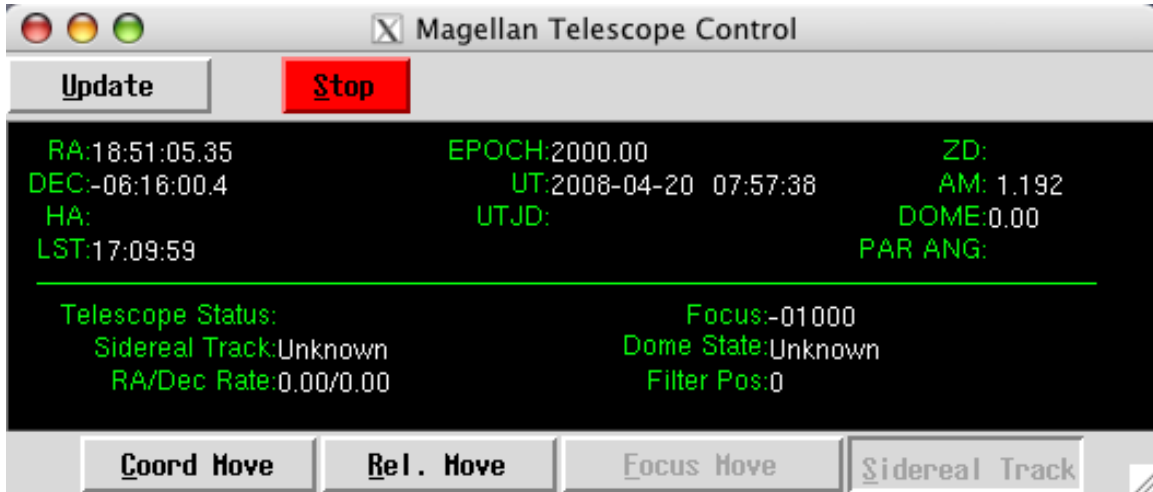 X Magellan Telescope Control
Update Stop
RA:18:51:05.35 EPOCH:2000.00 ZD:
DEC:-06:16:00.4 UT:2008-04-20 07:57:38 AM: 1.192
HA: UTJD: DOME:0.00
LST:17:09:59 PAR ANG:
Telescope Status: Focus:-01000
Sidereal Track:Unknown Dome State:Unknown
RA/Dec Rate:0.00/0.00 Filter Pos:0
Coord Move Rel. Move Focus Move Sidereal Track